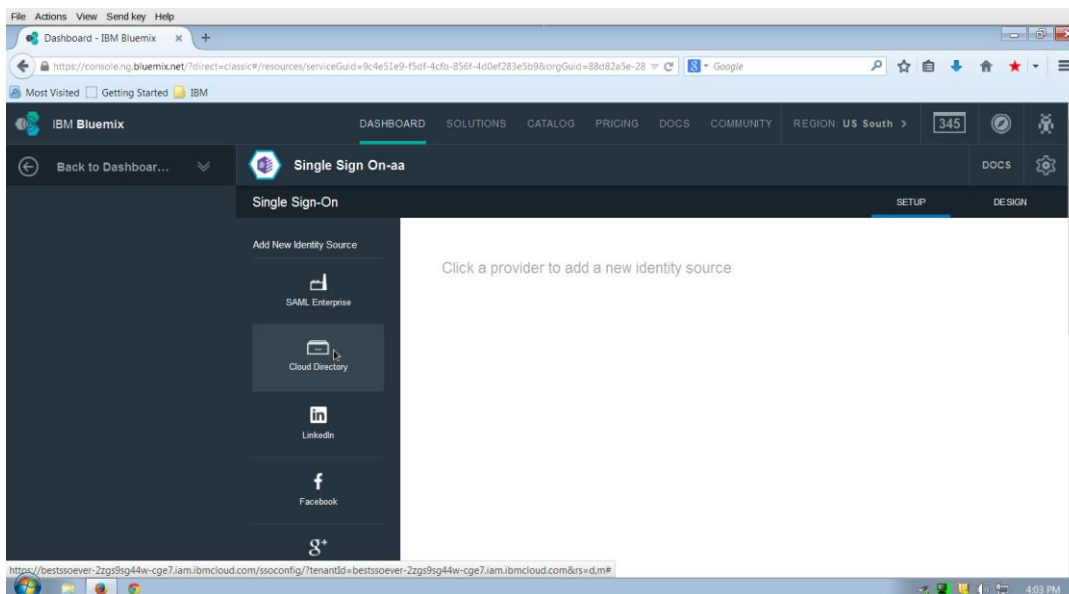 File Actions View Send key Help
Dashboard - IBM Bluemix × +
https://console.ng.bluemix.net/?direct=classic#/resources/serviceGuid=9c4e51e9-f5df-4cfb-856f-4d0ef283e5b9&orgGuid=88d82a5e-28 Google
Most Visited Getting Started IBM
IBM Bluemix DASHBOARD SOLUTIONS CATALOG PRICING DOCS COMMUNITY REGION: US South > 345
Back to Dashboar... Single Sign On-aa DOCS
Single Sign-On SETUP DESIGN
Add New Identity Source
Click a provider to add a new identity source
SAML Enterprise
Cloud Directory
in
LinkedIn
f
Facebook
g+
https://bestssoever-2zgs9sg44w-cge7.iam.ibmcloud.com/ssoconfig/?tenantId=bestssoever-2zgs9sg44w-cge7.iam.ibmcloud.com&rs=d,m#
4:03 PM